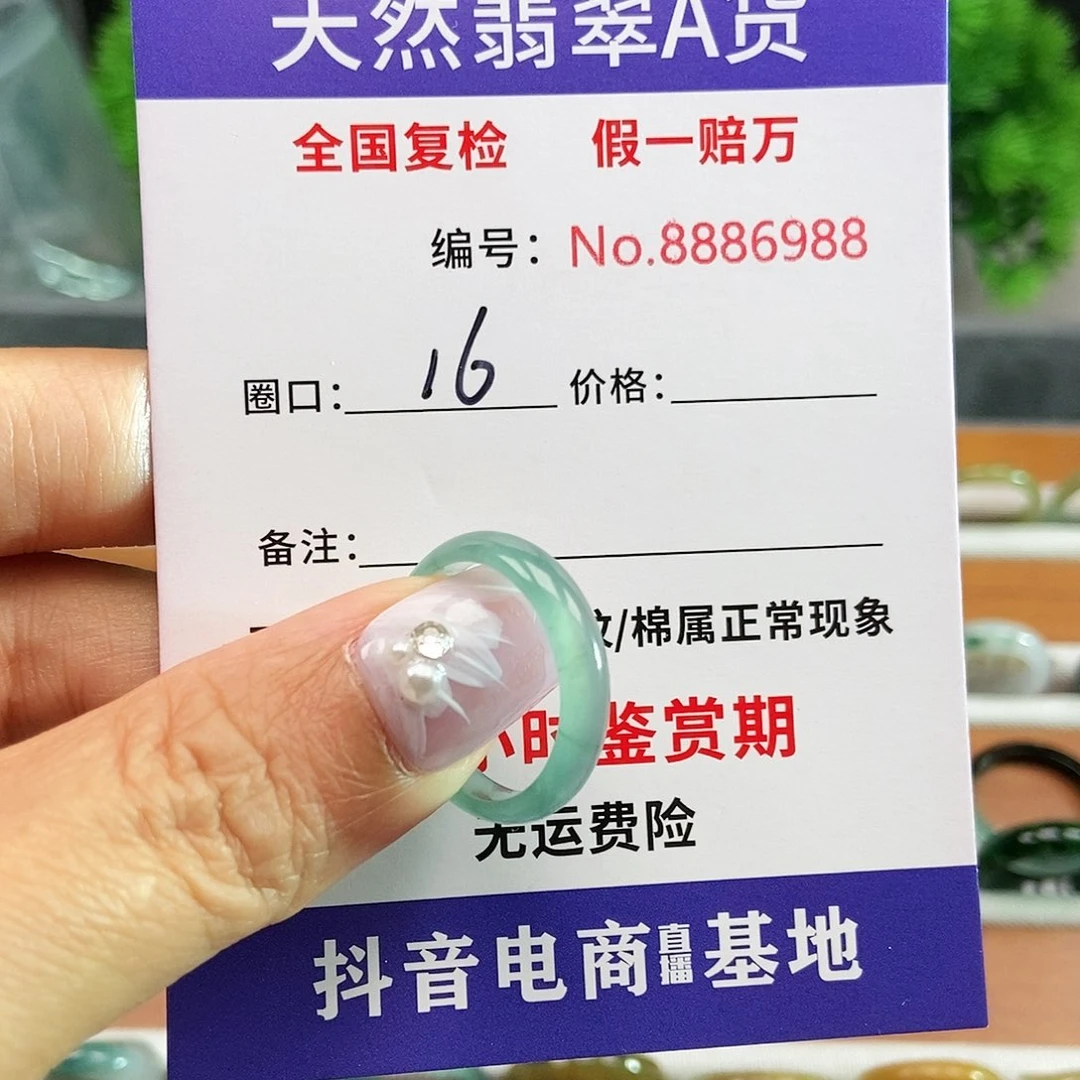 天然翡翠A货
全国复检 假一赔万
编号：No.8886988
圈口：16 价格：
备注：
纹/棉属正常现象
小时鉴赏期
无运费险
抖音电商直播基地